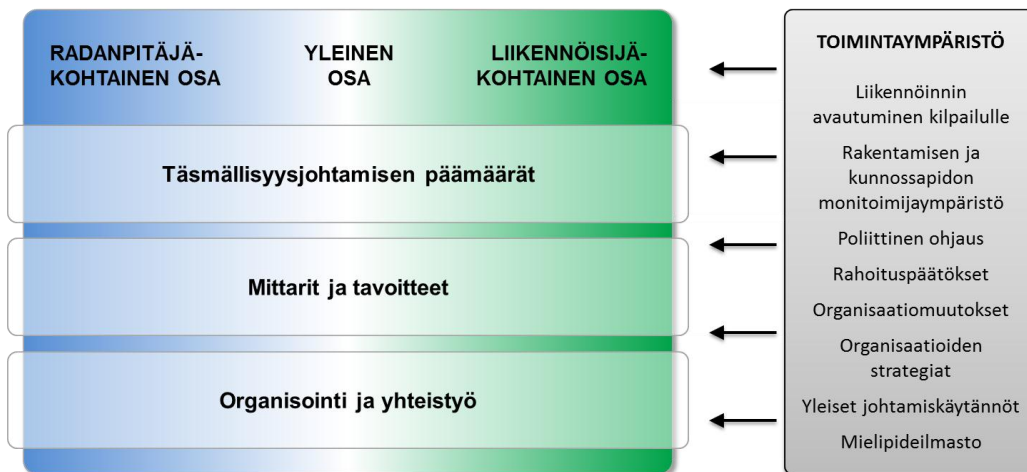 RADANPITÄJÄ-
KOHTAINEN OSA
YLEINEN
OSA
LIIKENNÖISIJÄ-
KOHTAINEN OSA
Täsmällisyysjohtamisen päämäärät
Mittarit ja tavoitteet
Organisointi ja yhteistyö
TOIMINTAYMPÄRISTÖ
Liikennöinnin
avautuminen kilpailulle
Rakentamisen ja
kunnossapidon
monitoimijaympäristö
Poliittinen ohjaus
Rahoituspäätökset
Organisaatiomuutokset
Organisaatioiden
strategiat
Yleiset johtamiskäytännöt
Mielipideilmasto